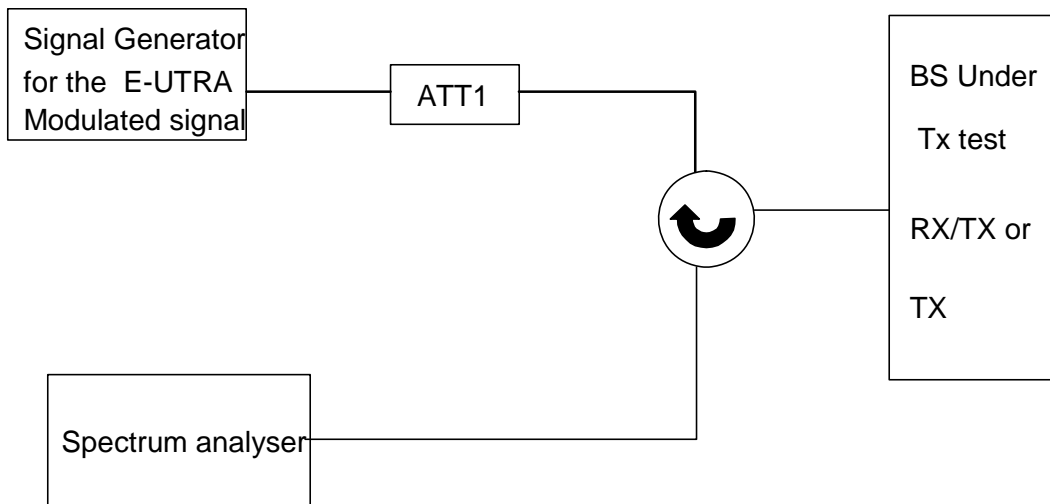 Signal Generator
for the E-UTRA
Modulated signal
ATT1
BS Under
Tx test
RX/TX or
TX
Spectrum analyser